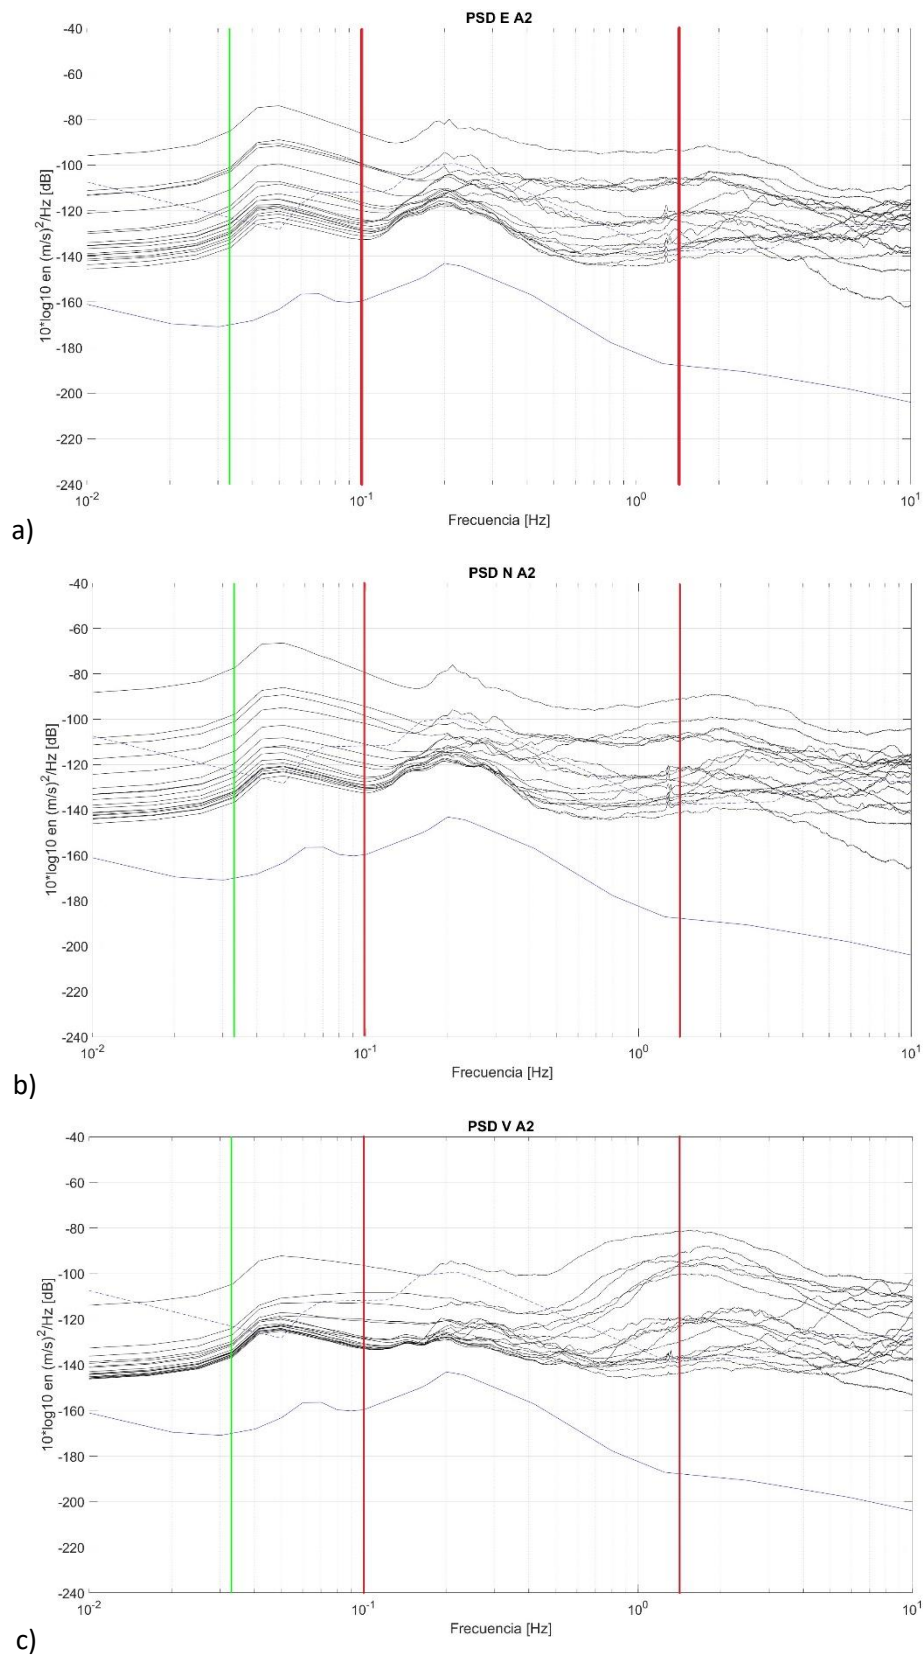 PSD E A2
-40
-60
-80
-100
-120
-140
-160
-180
-200
-220
-240
10*log10 en (m/s)²/Hz [dB]
10⁻² 10⁻¹ 10⁰ 10¹
Frecuencia [Hz]
a)
PSD N A2
-40
-60
-80
-100
-120
-140
-160
-180
-200
-220
-240
10*log10 en (m/s)²/Hz [dB]
10⁻² 10⁻¹ 10⁰ 10¹
Frecuencia [Hz]
b)
PSD V A2
-40
-60
-80
-100
-120
-140
-160
-180
-200
-220
-240
10*log10 en (m/s)²/Hz [dB]
10⁻² 10⁻¹ 10⁰ 10¹
Frecuencia [Hz]
c)